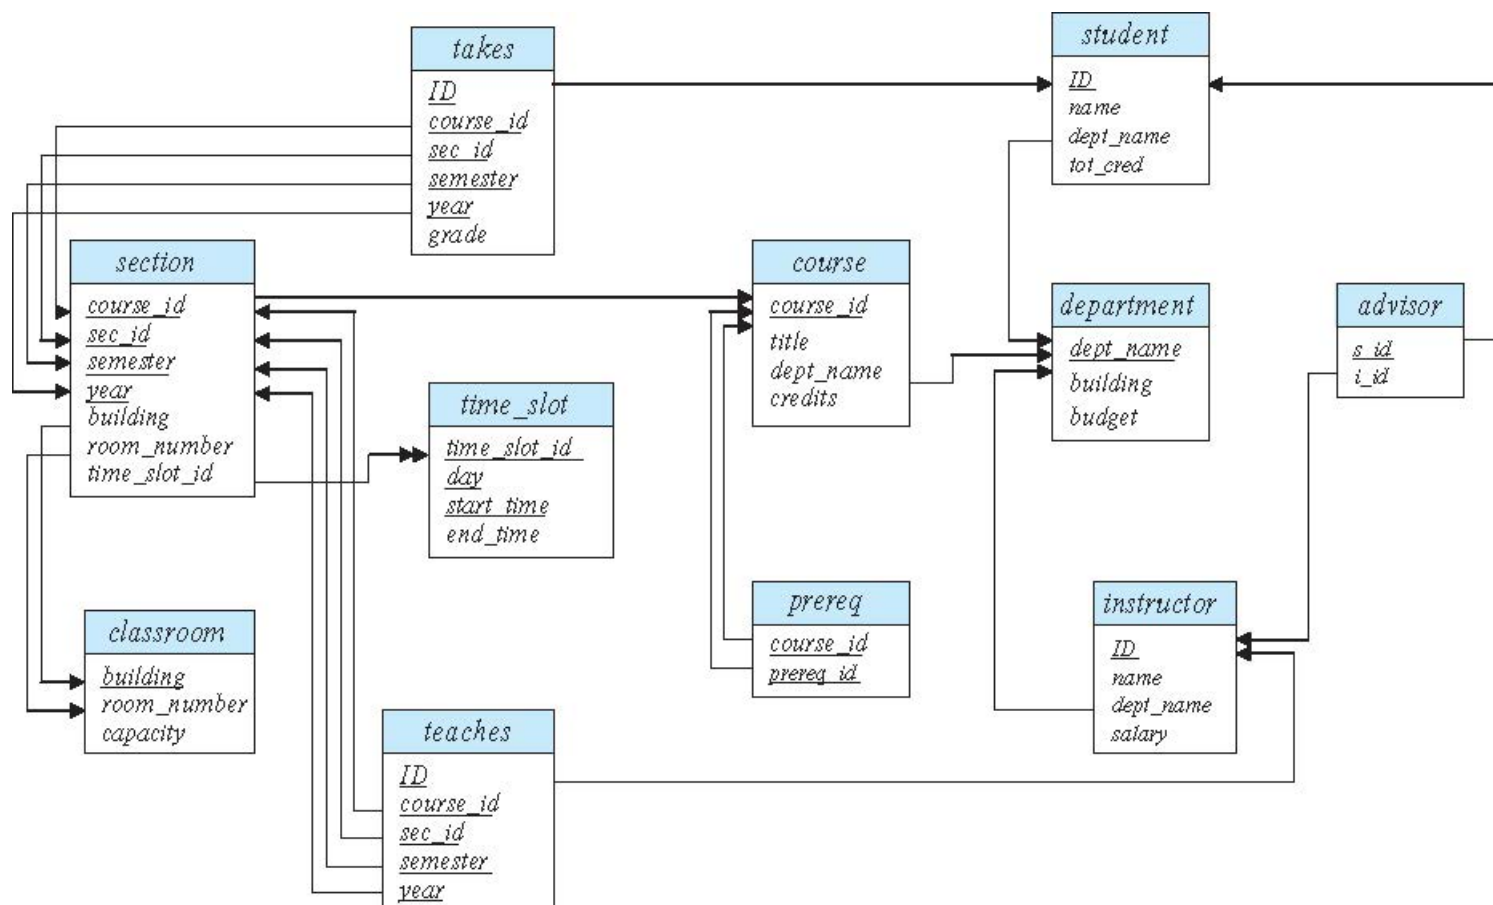 takes
ID
course_id
sec_id
semester
year
grade
student
ID
name
dept_name
tot_cred
section
course_id
sec_id
semester
year
building
room_number
time_slot_id
course
course_id
title
dept_name
credits
department
dept_name
building
budget
advisor
s_id
i_id
time_slot
time_slot_id
day
start_time
end_time
classroom
building
room_number
capacity
prereq
course_id
prereq_id
instructor
ID
name
dept_name
salary
teaches
ID
course_id
sec_id
semester
year